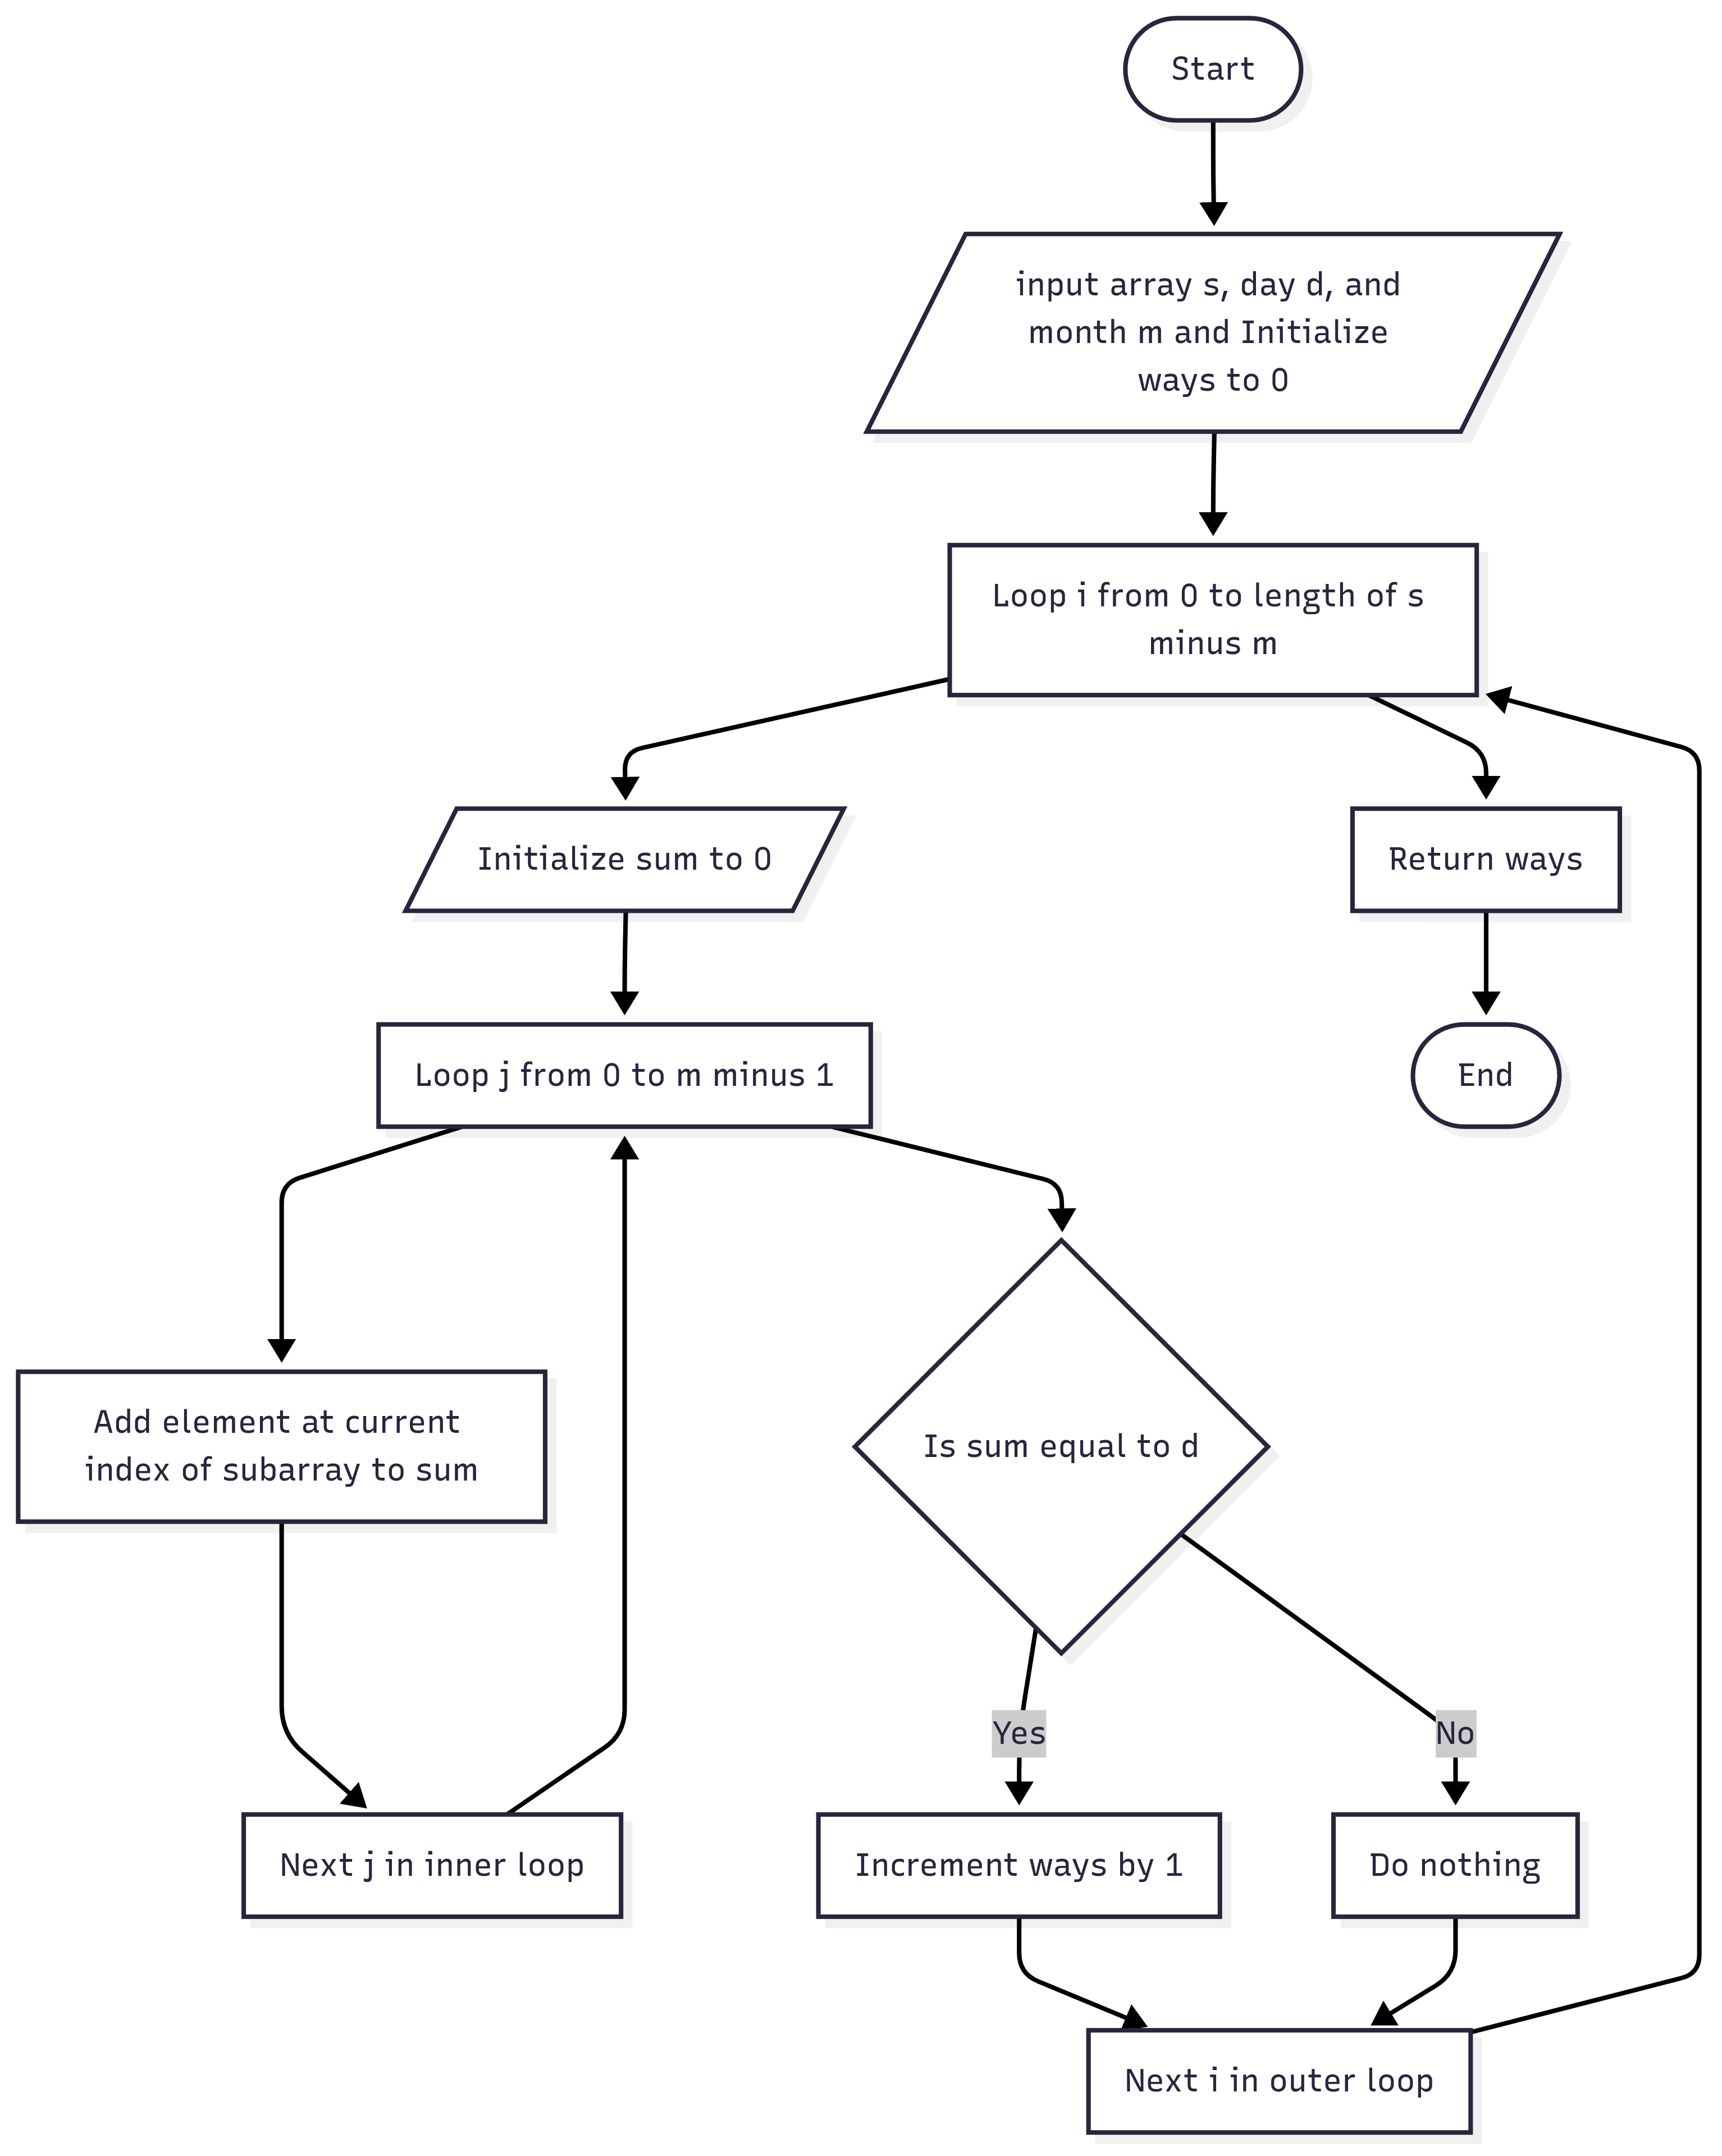 Start
input array s, day d, and
month m and Initialize
ways to 0
Loop i from 0 to length of s
minus m
Initialize sum to 0
Return ways
Loop j from 0 to m minus 1
End
Add element at current
index of subarray to sum
Is sum equal to d
Yes
No
Next j in inner loop
Increment ways by 1
Do nothing
Next i in outer loop